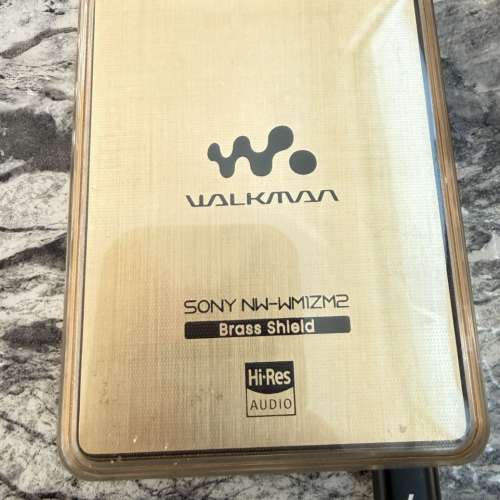 WALKMAN
SONY NW-WM1ZM2
Brass Shield
Hi-Res
AUDIO